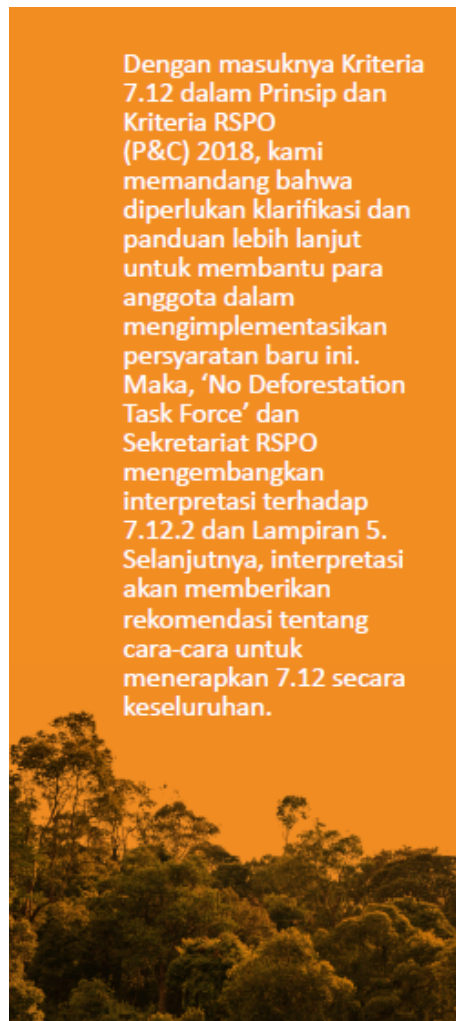 Dengan masuknya Kriteria
7.12 dalam Prinsip dan
Kriteria RSPO
(P&C) 2018, kami
memandang bahwa
diperlukan klarifikasi dan
panduan lebih lanjut
untuk membantu para
anggota dalam
mengimplementasikan
persyaratan baru ini.
Maka, ‘No Deforestation
Task Force’ dan
Sekretariat RSPO
mengembangkan
interpretasi terhadap
7.12.2 dan Lampiran 5.
Selanjutnya, interpretasi
akan memberikan
rekomendasi tentang
cara-cara untuk
menerapkan 7.12 secara
keseluruhan.